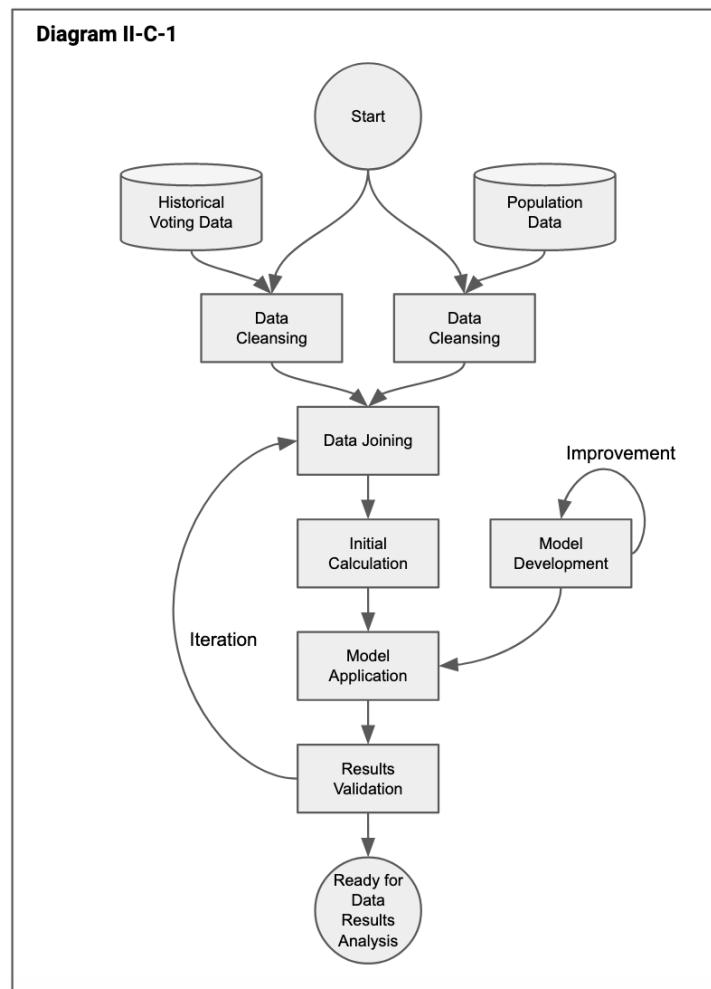 Diagram II-C-1
Start
Historical
Voting Data
Population
Data
Data
Cleansing
Data
Cleansing
Data Joining
Improvement
Initial
Calculation
Model
Development
Iteration
Model
Application
Results
Validation
Ready for
Data
Results
Analysis